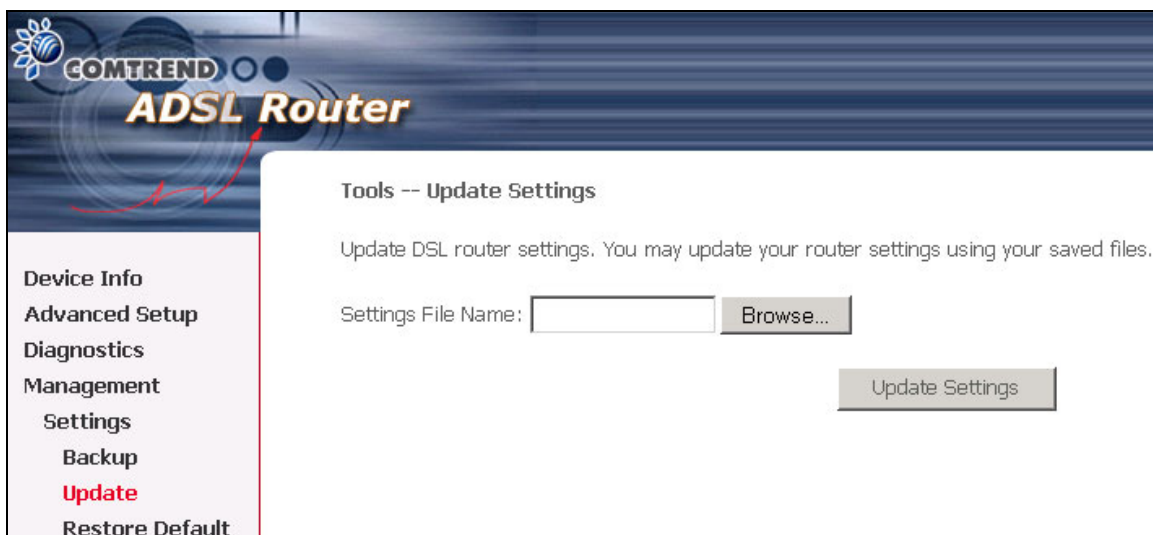 COMTREND
ADSL Router
Tools -- Update Settings
Update DSL router settings. You may update your router settings using your saved files.
Settings File Name:
Browse...
Update Settings
Device Info
Advanced Setup
Diagnostics
Management
Settings
Backup
Update
Restore Default